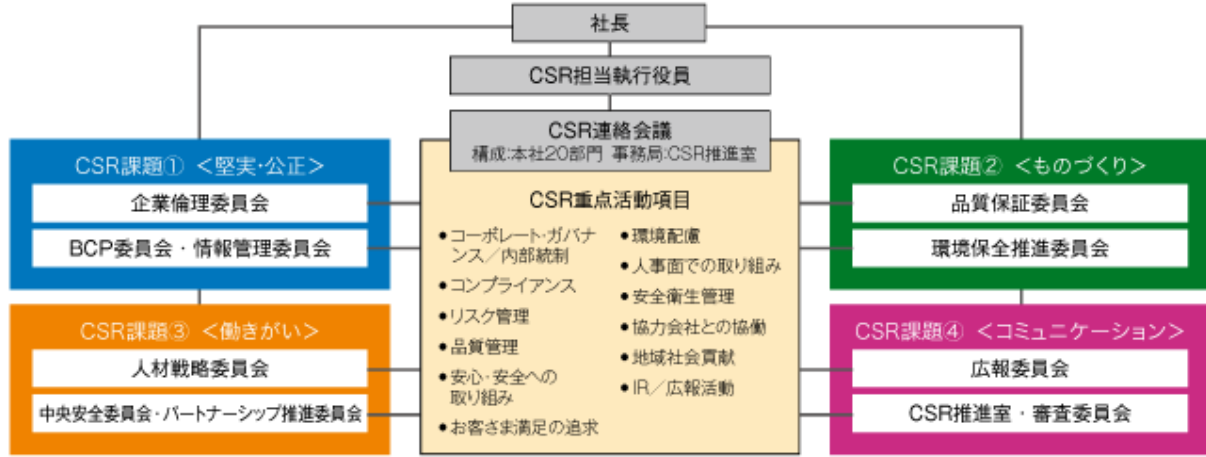 社長
CSR担当執行役員
CSR連絡会議
構成:本社20部門 事務局:CSR推進室
CSR課題① <堅実・公正>
企業倫理委員会
BCP委員会・情報管理委員会
CSR課題② <ものづくり>
品質保証委員会
環境保全推進委員会
CSR課題③ <働きがい>
人材戦略委員会
中央安全委員会・パートナーシップ推進委員会
CSR課題④ <コミュニケーション>
広報委員会
CSR推進室・審査委員会
CSR重点活動項目
●コーポレート・ガバナ
ンス/内部統制
●コンプライアンス
●リスク管理
●品質管理
●安心・安全への
取り組み
●お客さま満足の追求
●環境配慮
●人事面での取り組み
●安全衛生管理
●協力会社との協働
●地域社会貢献
●IR/広報活動